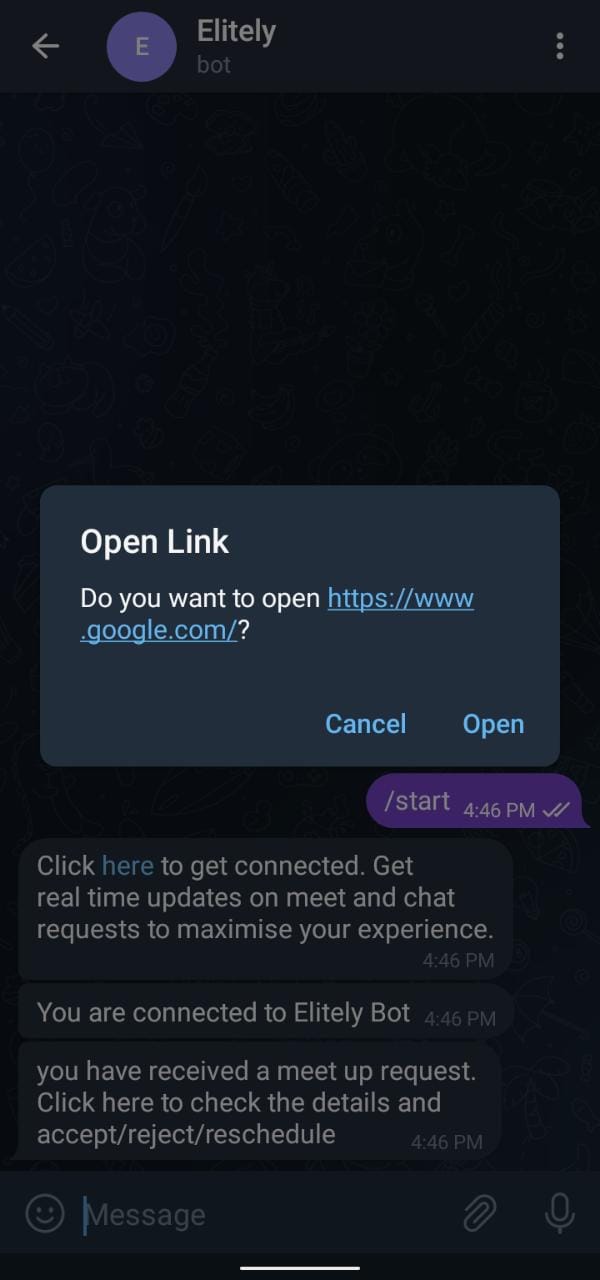 E
Elitely
bot
Open Link
Do you want to open https://www
.google.com/?
Cancel Open
/start 4:46 PM
Click here to get connected. Get
real time updates on meet and chat
requests to maximise your experience.
4:46 PM
You are connected to Elitely Bot 4:46 PM
you have received a meet up request.
Click here to check the details and
accept/reject/reschedule 4:46 PM
Message